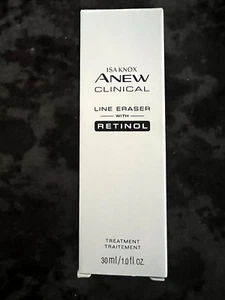 ISA KNOX
ANEW
CLINICAL
LINE ERASER
WITH
RETINOL
TREATMENT
TRAITEMENT
30 ml/1.0 fl. oz.